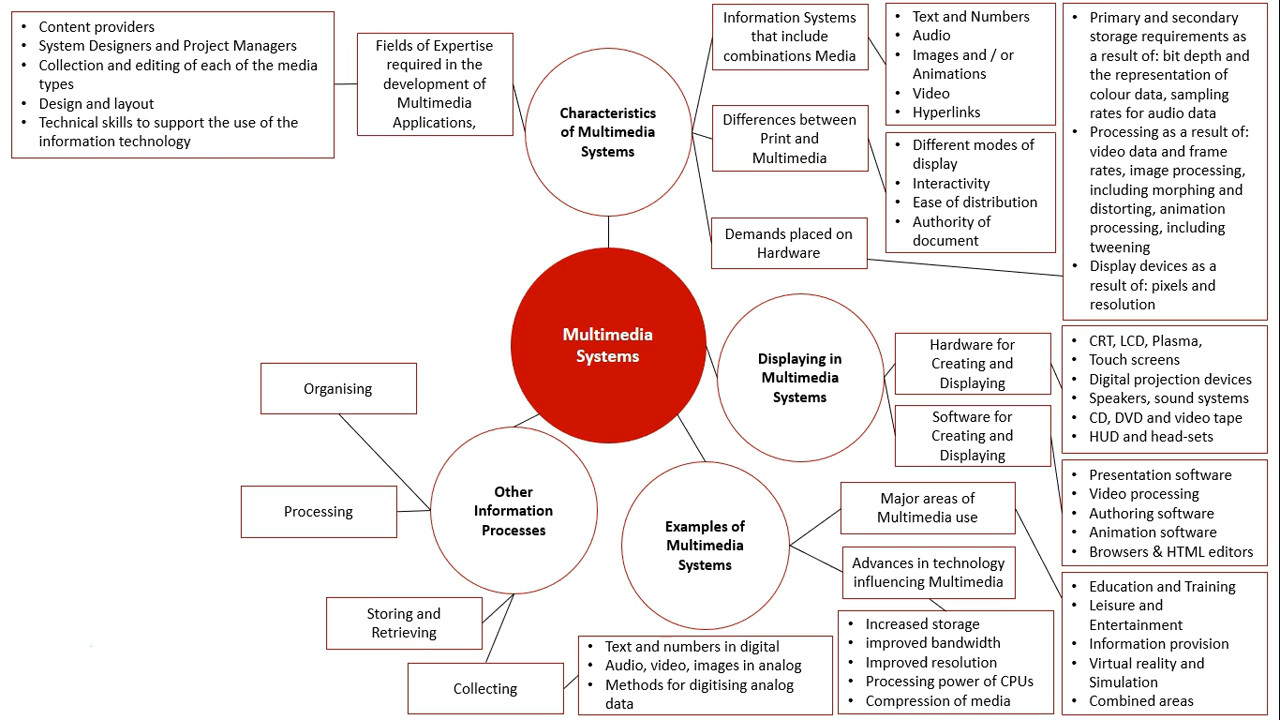 • Content providers
• System Designers and Project Managers
• Collection and editing of each of the media
types
• Design and layout
• Technical skills to support the use of the
information technology
Fields of Expertise
required in the
development of
Multimedia
Applications,
Characteristics
of Multimedia
Systems
Information Systems
that include
combinations Media
• Text and Numbers
• Audio
• Images and / or
Animations
• Video
• Hyperlinks
Differences between
Print and
Multimedia
• Different modes of
display
• Interactivity
• Ease of distribution
• Authority of
document
Demands placed on
Hardware
• Primary and secondary
storage requirements as
a result of: bit depth and
the representation of
colour data, sampling
rates for audio data
• Processing as a result of:
video data and frame
rates, image processing,
including morphing and
distorting, animation
processing, including
tweening
• Display devices as a
result of: pixels and
resolution
Multimedia
Systems
Displaying in
Multimedia
Systems
Hardware for
Creating and
Displaying
• CRT, LCD, Plasma,
• Touch screens
• Digital projection devices
• Speakers, sound systems
• CD, DVD and video tape
• HUD and head-sets
Software for
Creating and
Displaying
• Presentation software
• Video processing
• Authoring software
• Animation software
• Browsers & HTML editors
Organising
Processing
Other
Information
Processes
Storing and
Retrieving
Collecting
• Text and numbers in digital
• Audio, video, images in analog
• Methods for digitising analog
data
Examples of
Multimedia
Systems
Major areas of
Multimedia use
Advances in technology
influencing Multimedia
• Increased storage
• improved bandwidth
• Improved resolution
• Processing power of CPUs
• Compression of media
• Education and Training
• Leisure and
Entertainment
• Information provision
• Virtual reality and
Simulation
• Combined areas